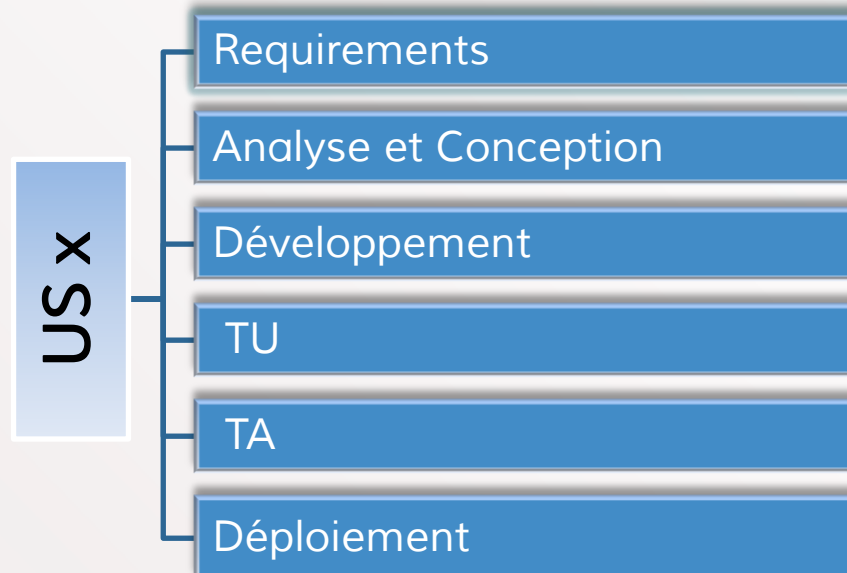 US x
Requirements
Analyse et Conception
Développement
TU
TA
Déploiement